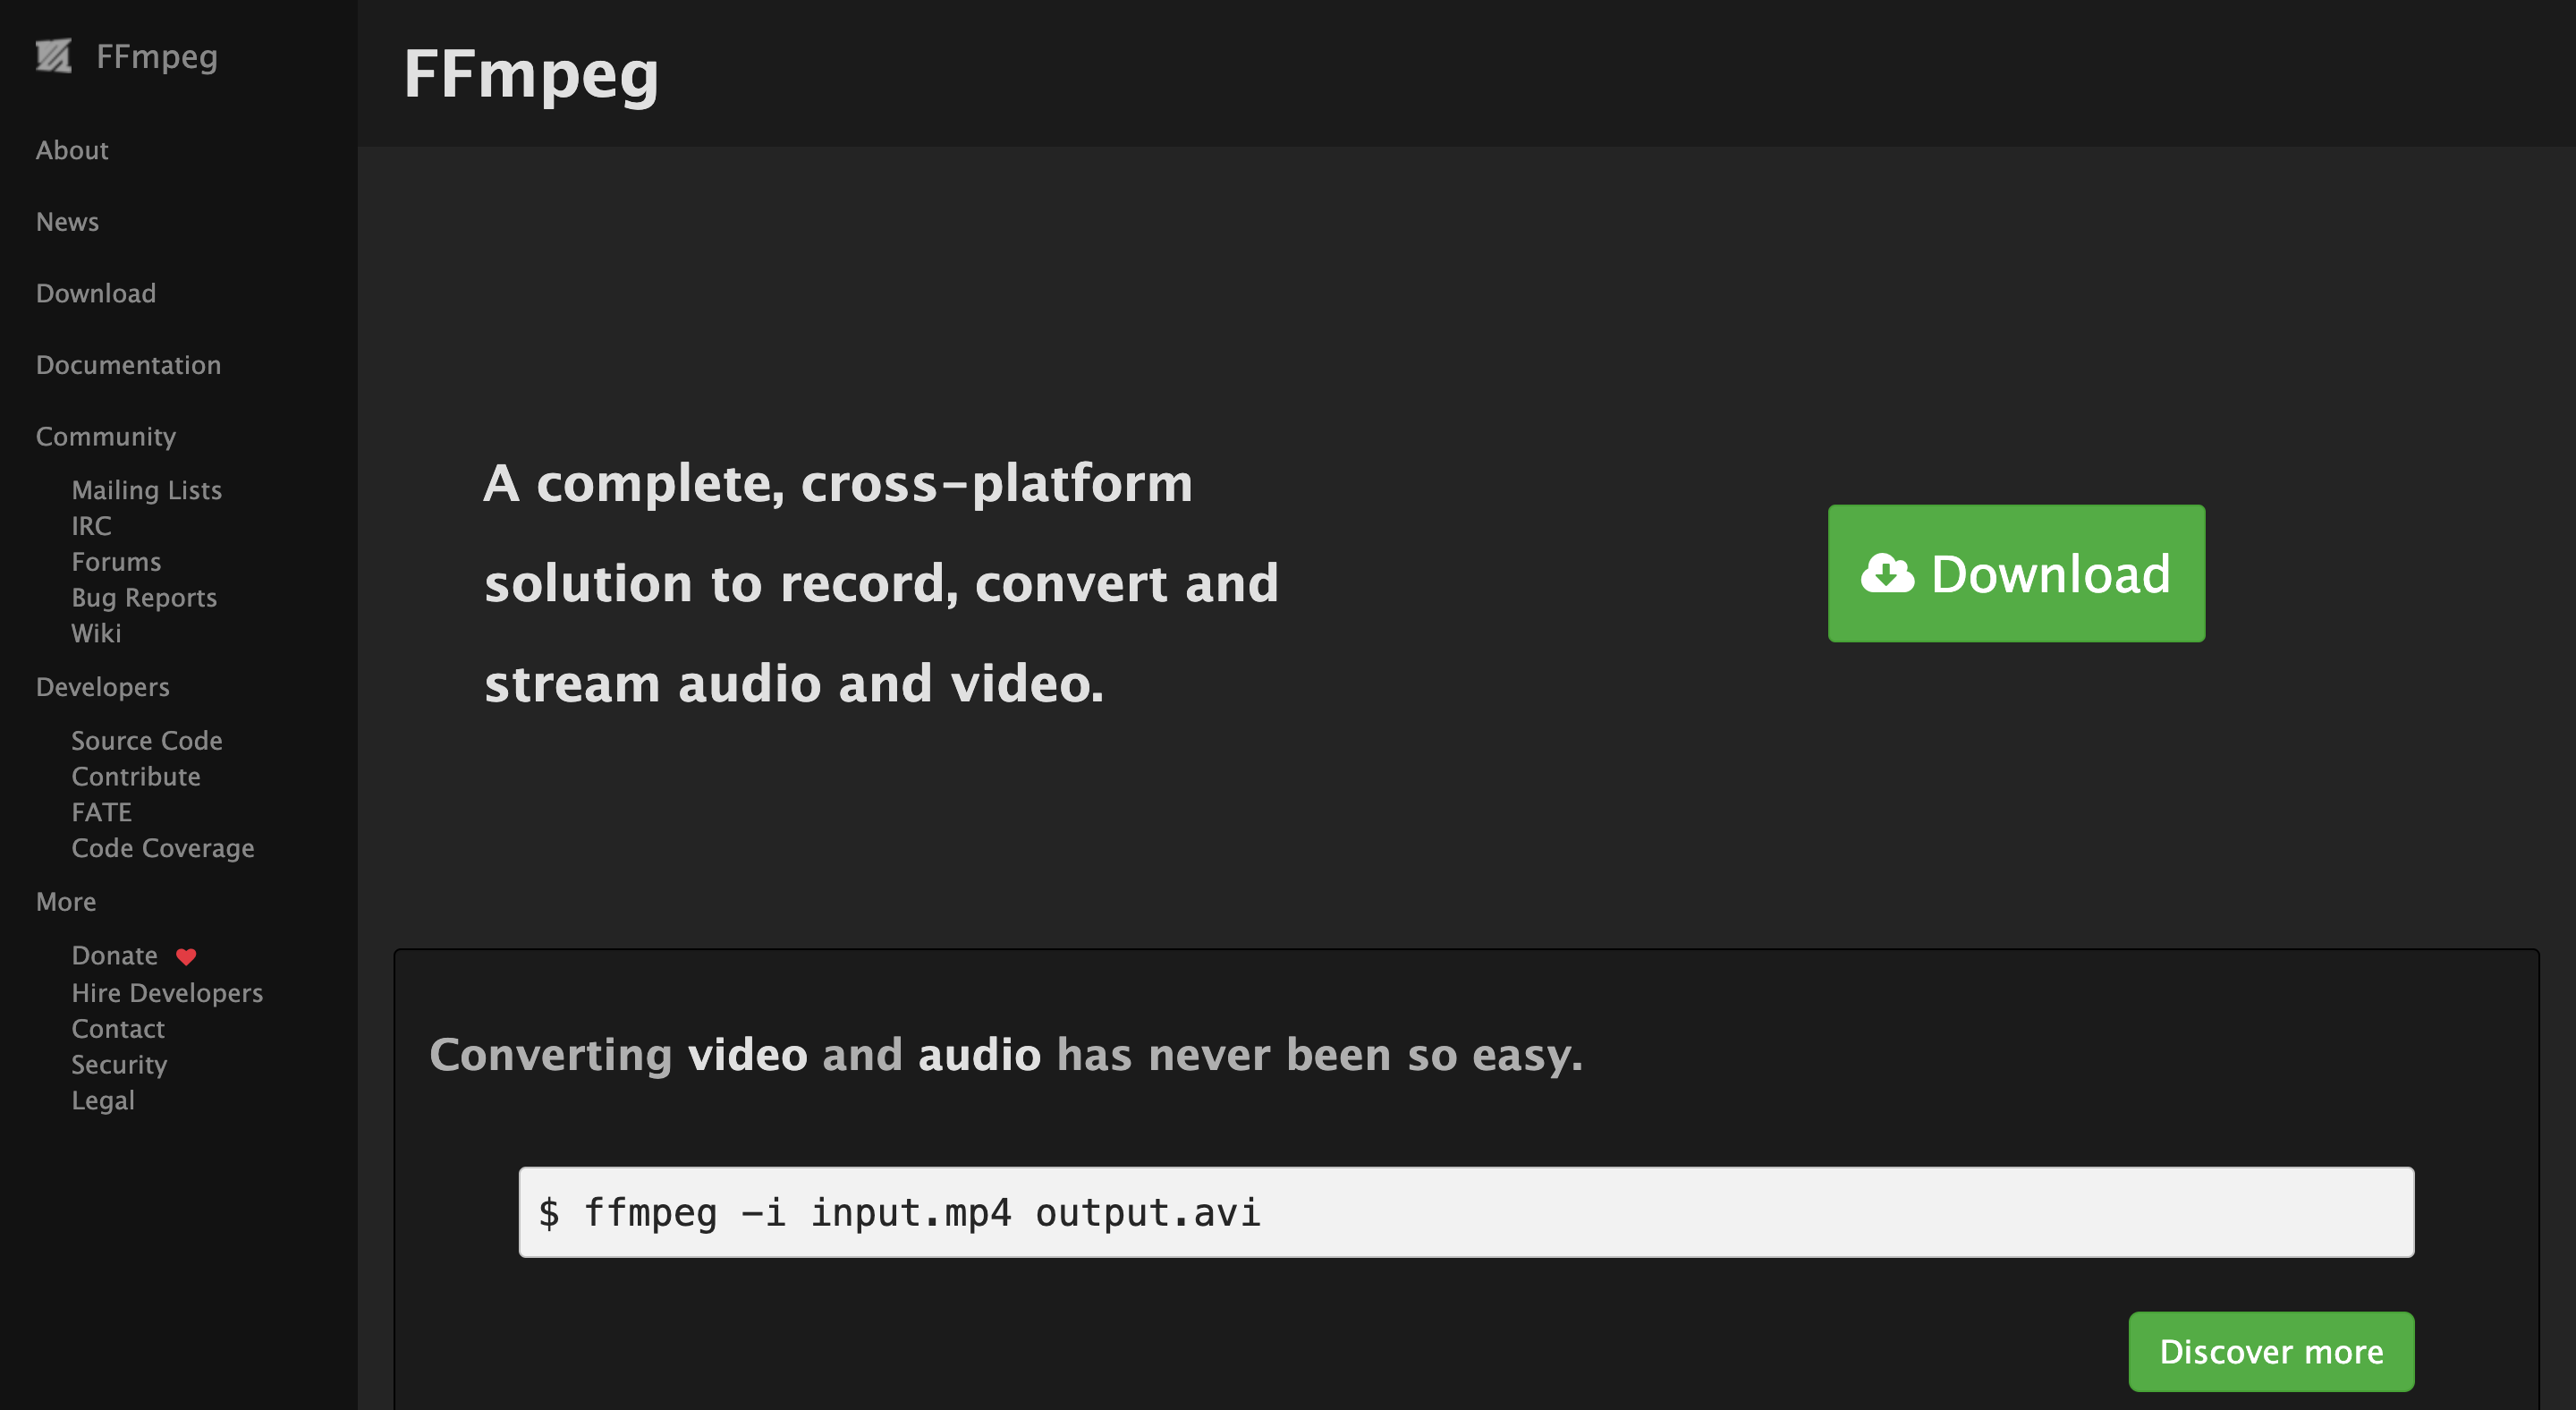 FFmpeg
About
News
Download
Documentation
Community
Mailing Lists
IRC
Forums
Bug Reports
Wiki
Developers
Source Code
Contribute
FATE
Code Coverage
More
Donate
Hire Developers
Contact
Security
Legal
FFmpeg
A complete, cross-platform
solution to record, convert and
stream audio and video.
Download
Converting video and audio has never been so easy.
$ ffmpeg -i input.mp4 output.avi
Discover more